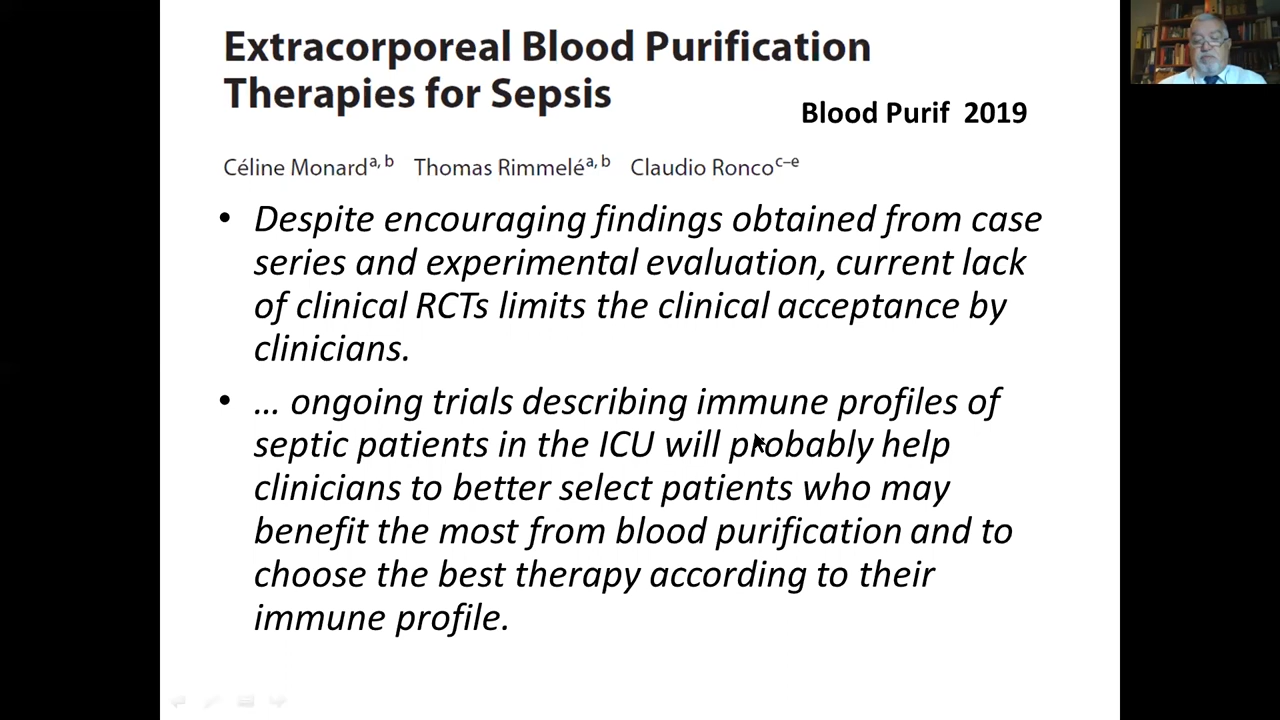 Extracorporeal Blood Purification
Therapies for Sepsis
Blood Purif 2019
Céline Monard a, b Thomas Rimmelé a, b Claudio Ronco c–e
• Despite encouraging findings obtained from case
series and experimental evaluation, current lack
of clinical RCTs limits the clinical acceptance by
clinicians.
• ... ongoing trials describing immune profiles of
septic patients in the ICU will probably help
clinicians to better select patients who may
benefit the most from blood purification and to
choose the best therapy according to their
immune profile.